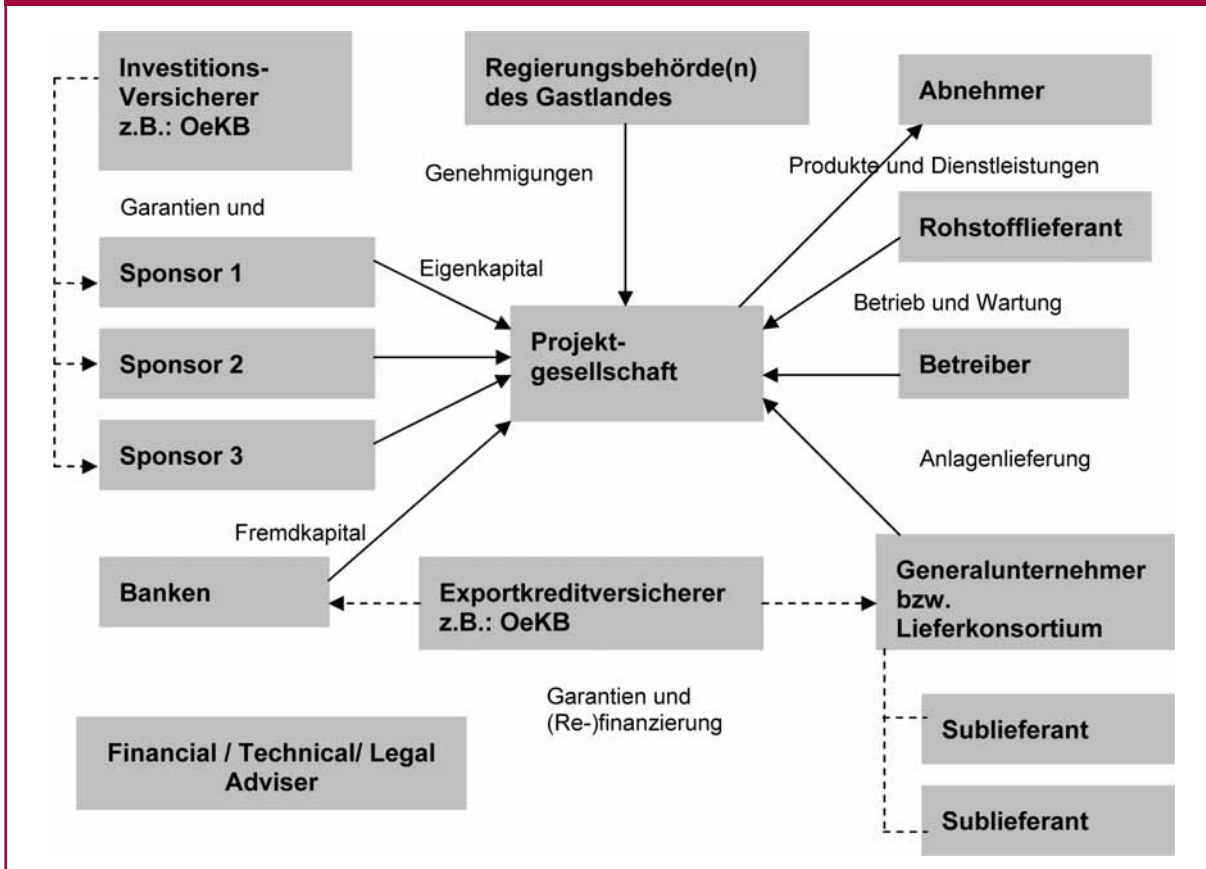 Investitions-
Versicherer
z.B.: OeKB
Regierungsbehörde(n)
des Gastlandes
Abnehmer
Genehmigungen
Produkte und Dienstleistungen
Garantien und
Rohstofflieferant
Sponsor 1
Eigenkapital
Betrieb und Wartung
Projekt-
gesellschaft
Sponsor 2
Betreiber
Sponsor 3
Anlagenlieferung
Fremdkapital
Banken
Exportkreditversicherer
z.B.: OeKB
Generalunternehmer
bzw.
Lieferkonsortium
Garantien und
(Re-)finanzierung
Sublieferant
Financial / Technical/ Legal
Adviser
Sublieferant